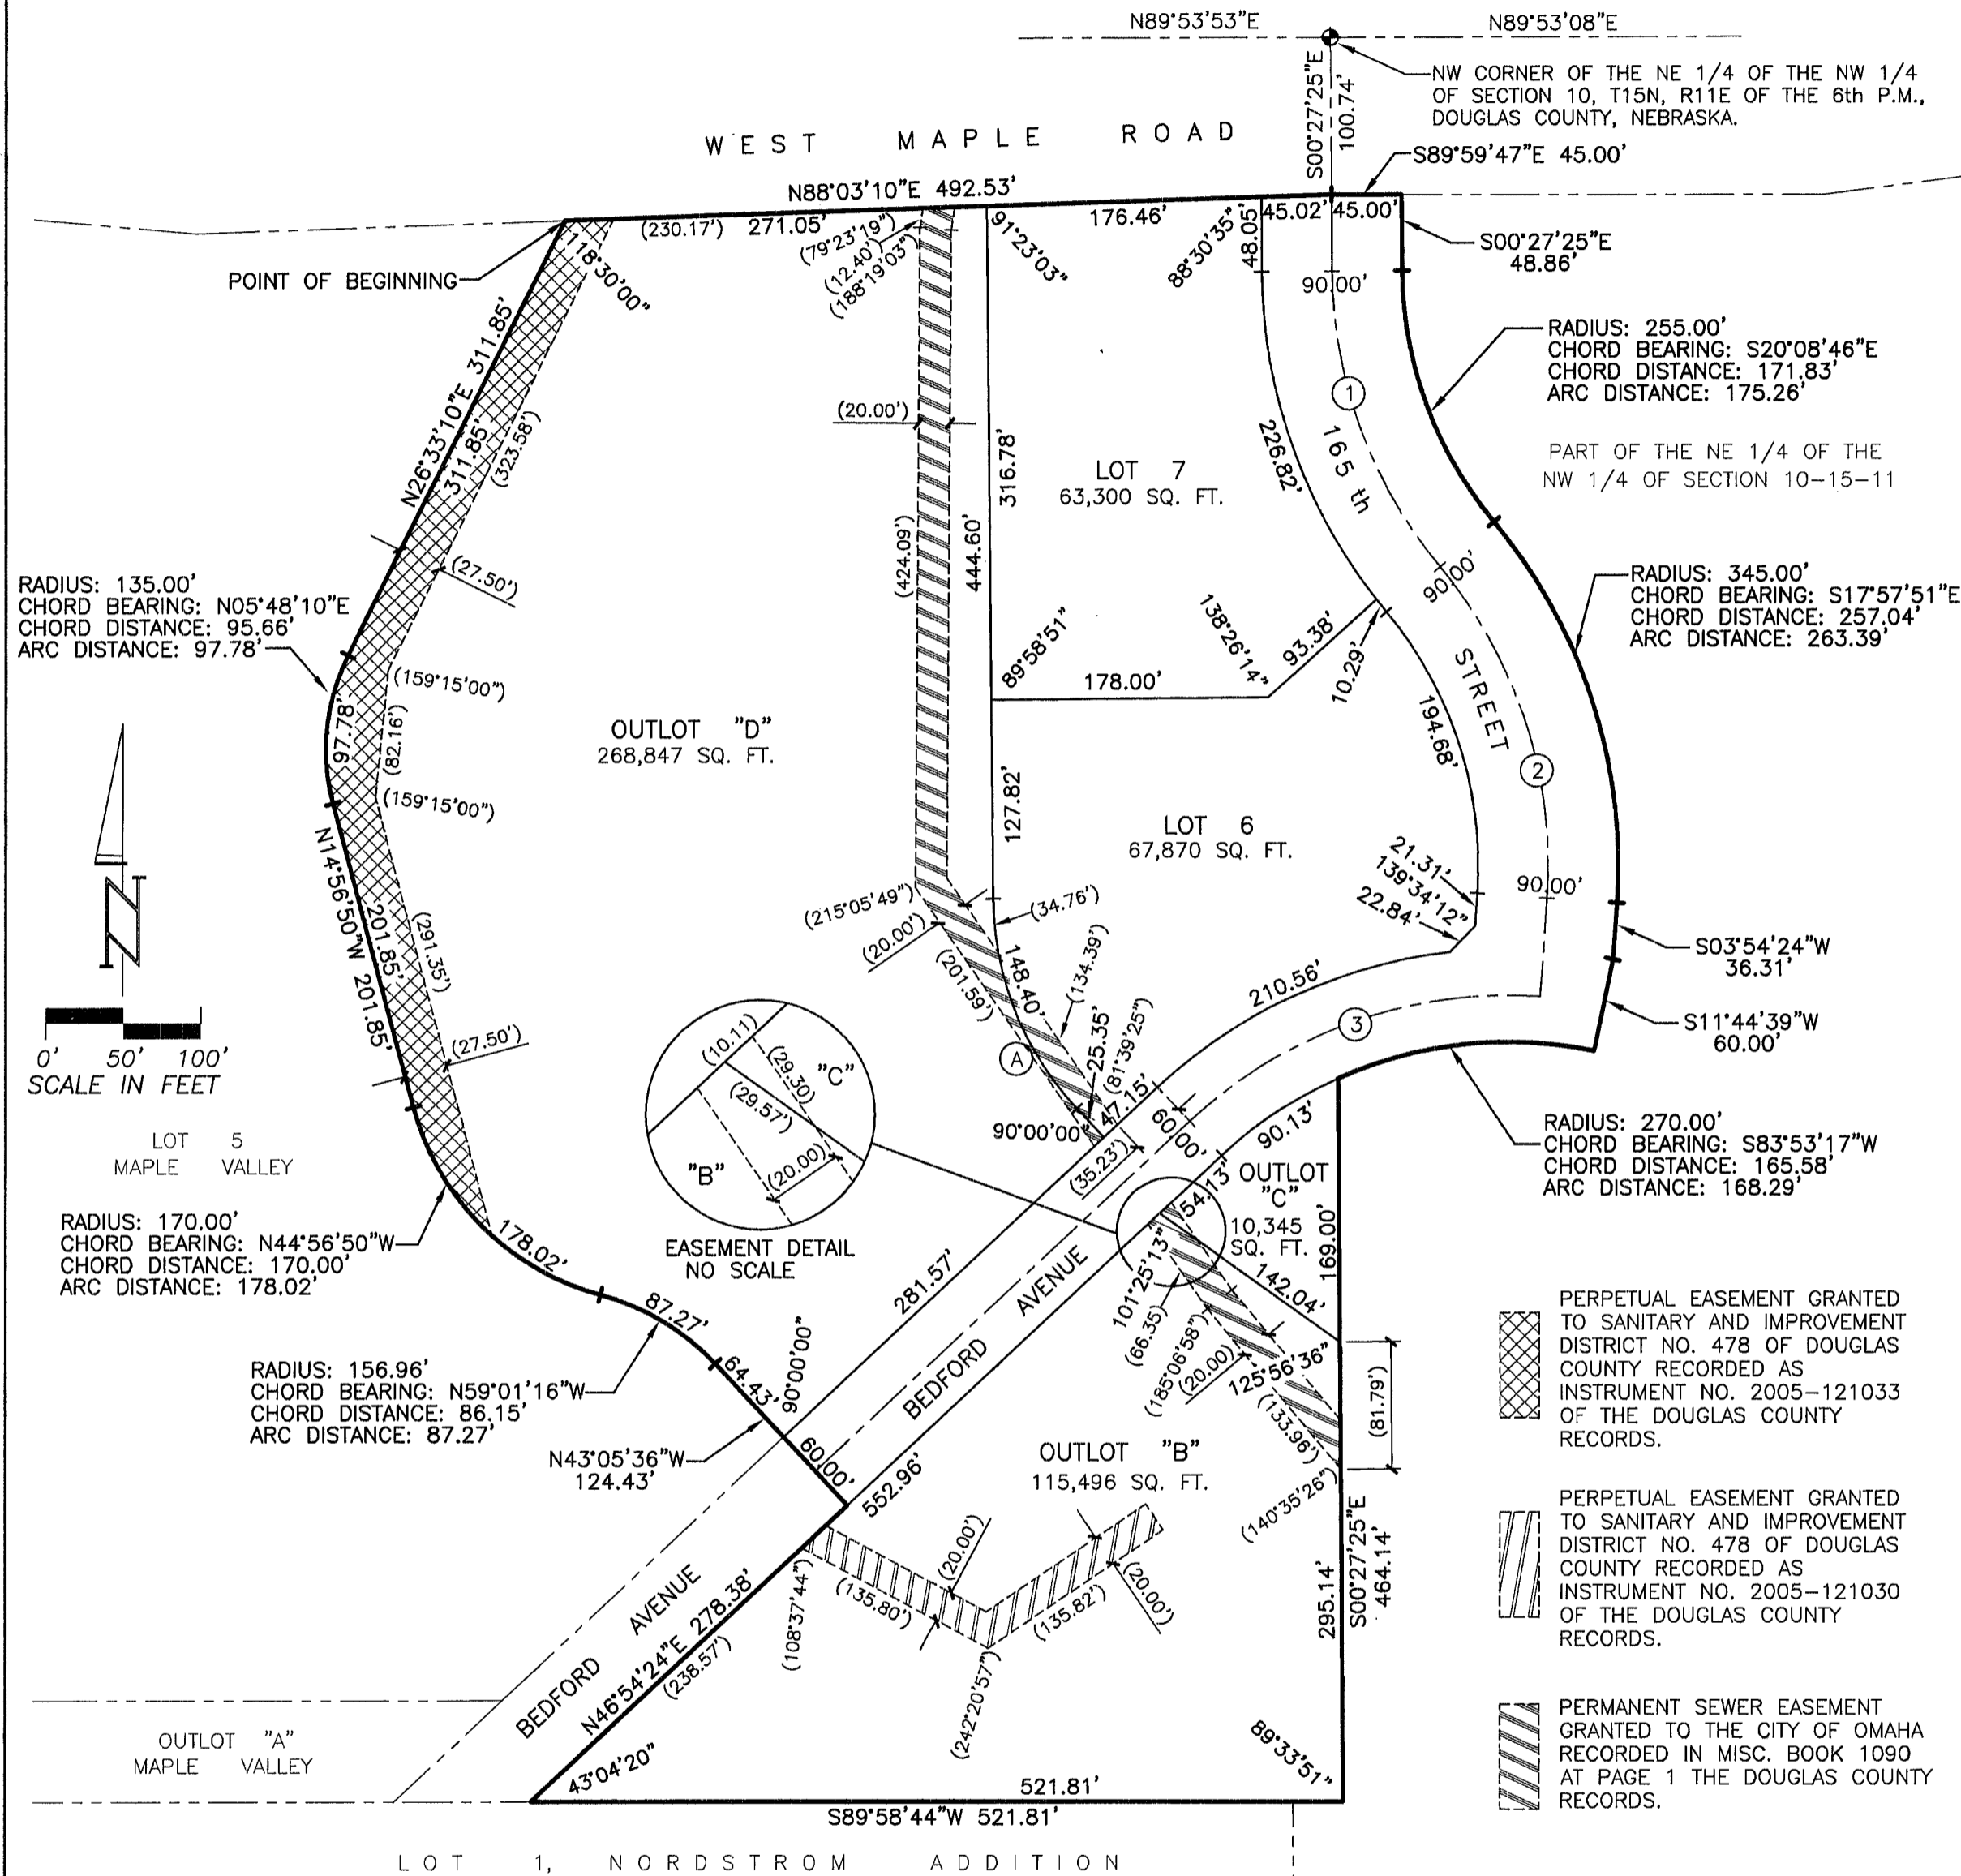 N89°53'53"E
N89°53'08"E
S00°27'25"E
100.74'
NW CORNER OF THE NE 1/4 OF THE NW 1/4
OF SECTION 10, T15N, R11E OF THE 6th P.M.,
DOUGLAS COUNTY, NEBRASKA.
WEST MAPLE ROAD
S89°59'47"E 45.00'
N88°03'10"E 492.53'
(230.17')
271.05'
(79°23'19")
(12.40')
(188°19'03")
91°23'03"
176.46'
88°30'35"
48.05'
45.02'
45.00'
90.00'
S00°27'25"E
48.86'
POINT OF BEGINNING
118°30'00"
N26°33'10"E 311.85'
311.85'
(323.58')
(27.50')
(20.00')
(424.09')
444.60'
316.78'
LOT 7
63,300 SQ. FT.
226.82'
1
165 th
STREET
90.00'
RADIUS: 255.00'
CHORD BEARING: S20°08'46"E
CHORD DISTANCE: 171.83'
ARC DISTANCE: 175.26'
PART OF THE NE 1/4 OF THE
NW 1/4 OF SECTION 10-15-11
RADIUS: 345.00'
CHORD BEARING: S17°57'51"E
CHORD DISTANCE: 257.04'
ARC DISTANCE: 263.39'
RADIUS: 135.00'
CHORD BEARING: N05°48'10"E
CHORD DISTANCE: 95.66'
ARC DISTANCE: 97.78'
97.78'
(159°15'00")
(82.16')
(159°15'00")
OUTLOT "D"
268,847 SQ. FT.
89°58'51"
178.00'
138°26'14"
93.38'
10.29'
194.68'
2
127.82'
LOT 6
67,870 SQ. FT.
21.31'
139°34'12"
22.84'
90.00'
S03°54'24"W
36.31'
S11°44'39"W
60.00'
N
0' 50' 100'
SCALE IN FEET
N14°56'50"W 201.85'
201.85'
(291.35')
(27.50')
(215°05'49")
(20.00')
(201.59')
(34.76')
148.40'
(134.39')
A
25.35'
(81°39'25")
47.15'
90°00'00"
(35.23')
60.00'
210.56'
3
90.13'
54.13'
LOT 5
MAPLE VALLEY
(10.11)
(29.30)
"C"
(29.57')
"B"
(20.00)
EASEMENT DETAIL
NO SCALE
OUTLOT
"C"
10,345
SQ. FT.
169.00'
142.04'
101°25'13"
(66.35)
(185°06'58")
(20.00)
125°56'36"
(133.96')
(81.79')
(140°35'26")
RADIUS: 270.00'
CHORD BEARING: S83°53'17"W
CHORD DISTANCE: 165.58'
ARC DISTANCE: 168.29'
RADIUS: 170.00'
CHORD BEARING: N44°56'50"W
CHORD DISTANCE: 170.00'
ARC DISTANCE: 178.02'
178.02'
87.27'
64.43'
90°00'00"
60.00'
281.57'
BEDFORD AVENUE
552.96'
RADIUS: 156.96'
CHORD BEARING: N59°01'16"W
CHORD DISTANCE: 86.15'
ARC DISTANCE: 87.27'
N43°05'36"W
124.43'
OUTLOT "B"
115,496 SQ. FT.
(20.00')
(135.80')
(108°37'44")
(135.82')
(20.00')
(242°20'57")
295.14'
S00°27'25"E
464.14'
BEDFORD AVENUE
N46°54'24"E 278.38'
(238.57')
43°04'20"
89°33'51"
521.81'
S89°58'44"W 521.81'
OUTLOT "A"
MAPLE VALLEY
LOT 1, NORDSTROM ADDITION
PERPETUAL EASEMENT GRANTED
TO SANITARY AND IMPROVEMENT
DISTRICT NO. 478 OF DOUGLAS
COUNTY RECORDED AS
INSTRUMENT NO. 2005-121033
OF THE DOUGLAS COUNTY
RECORDS.
PERPETUAL EASEMENT GRANTED
TO SANITARY AND IMPROVEMENT
DISTRICT NO. 478 OF DOUGLAS
COUNTY RECORDED AS
INSTRUMENT NO. 2005-121030
OF THE DOUGLAS COUNTY
RECORDS.
PERMANENT SEWER EASEMENT
GRANTED TO THE CITY OF OMAHA
RECORDED IN MISC. BOOK 1090
AT PAGE 1 THE DOUGLAS COUNTY
RECORDS.